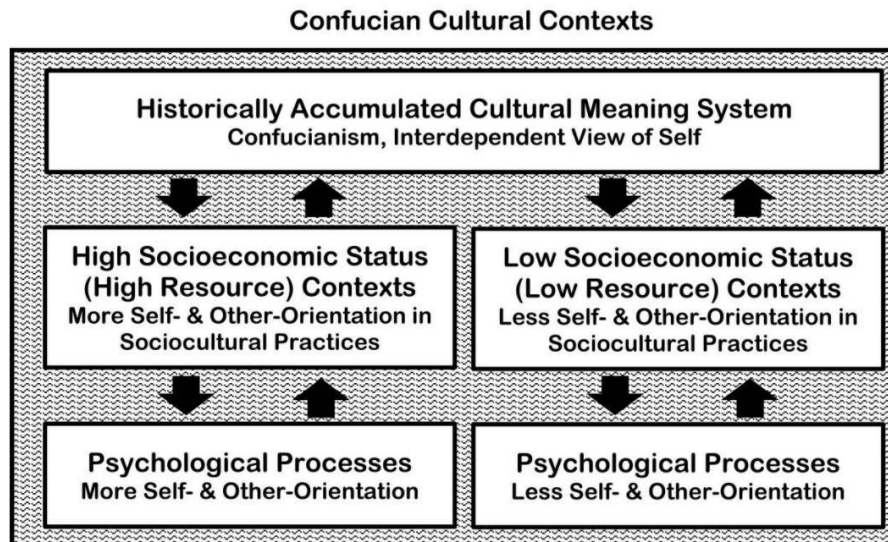 Confucian Cultural Contexts
Historically Accumulated Cultural Meaning System
Confucianism, Interdependent View of Self
High Socioeconomic Status
(High Resource) Contexts
More Self- & Other-Orientation in
Sociocultural Practices
Low Socioeconomic Status
(Low Resource) Contexts
Less Self- & Other-Orientation in
Sociocultural Practices
Psychological Processes
More Self- & Other-Orientation
Psychological Processes
Less Self- & Other-Orientation